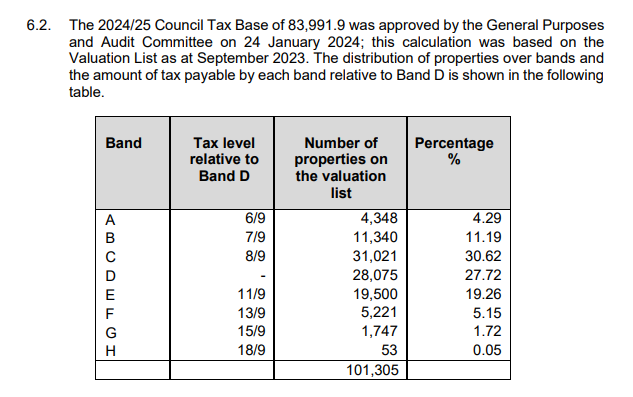 6.2. The 2024/25 Council Tax Base of 83,991.9 was approved by the General Purposes
and Audit Committee on 24 January 2024; this calculation was based on the
Valuation List as at September 2023. The distribution of properties over bands and
the amount of tax payable by each band relative to Band D is shown in the following
table.
Band Tax level relative to Band D Number of properties on the valuation list Percentage %
A 6/9 4,348 4.29
B 7/9 11,340 11.19
C 8/9 31,021 30.62
D - 28,075 27.72
E 11/9 19,500 19.26
F 13/9 5,221 5.15
G 15/9 1,747 1.72
H 18/9 53 0.05
101,305